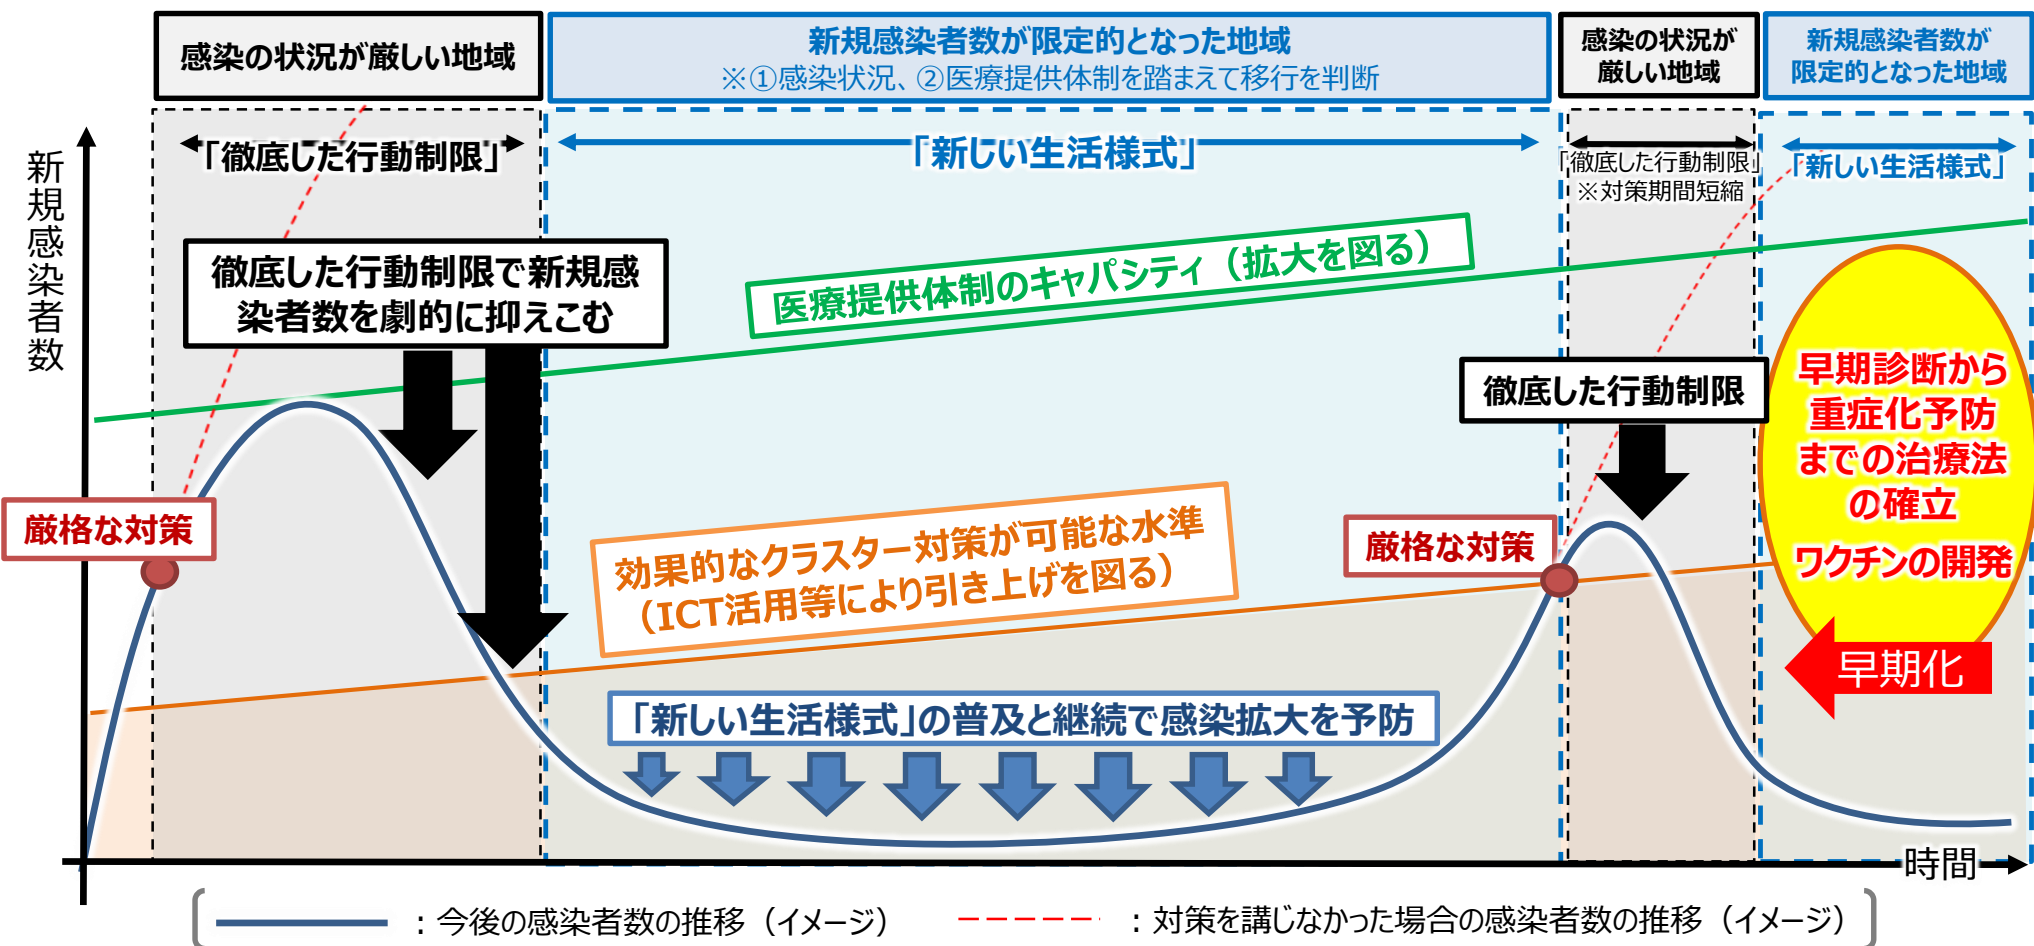 感染の状況が厳しい地域
新規感染者数が限定的となった地域
※①感染状況、②医療提供体制を踏まえて移行を判断
感染の状況が
厳しい地域
新規感染者数が
限定的となった地域
「徹底した行動制限」
「新しい生活様式」
「徹底した行動制限」
※対策期間短縮
「新しい生活様式」
新規感染者数
徹底した行動制限で新規感
染者数を劇的に抑えこむ
医療提供体制のキャパシティ（拡大を図る）
徹底した行動制限
早期診断から
重症化予防
までの治療法
の確立
ワクチンの開発
厳格な対策
効果的なクラスター対策が可能な水準
（ICT活用等により引き上げを図る）
厳格な対策
早期化
「新しい生活様式」の普及と継続で感染拡大を予防
時間
：今後の感染者数の推移（イメージ）
：対策を講じなかった場合の感染者数の推移（イメージ）